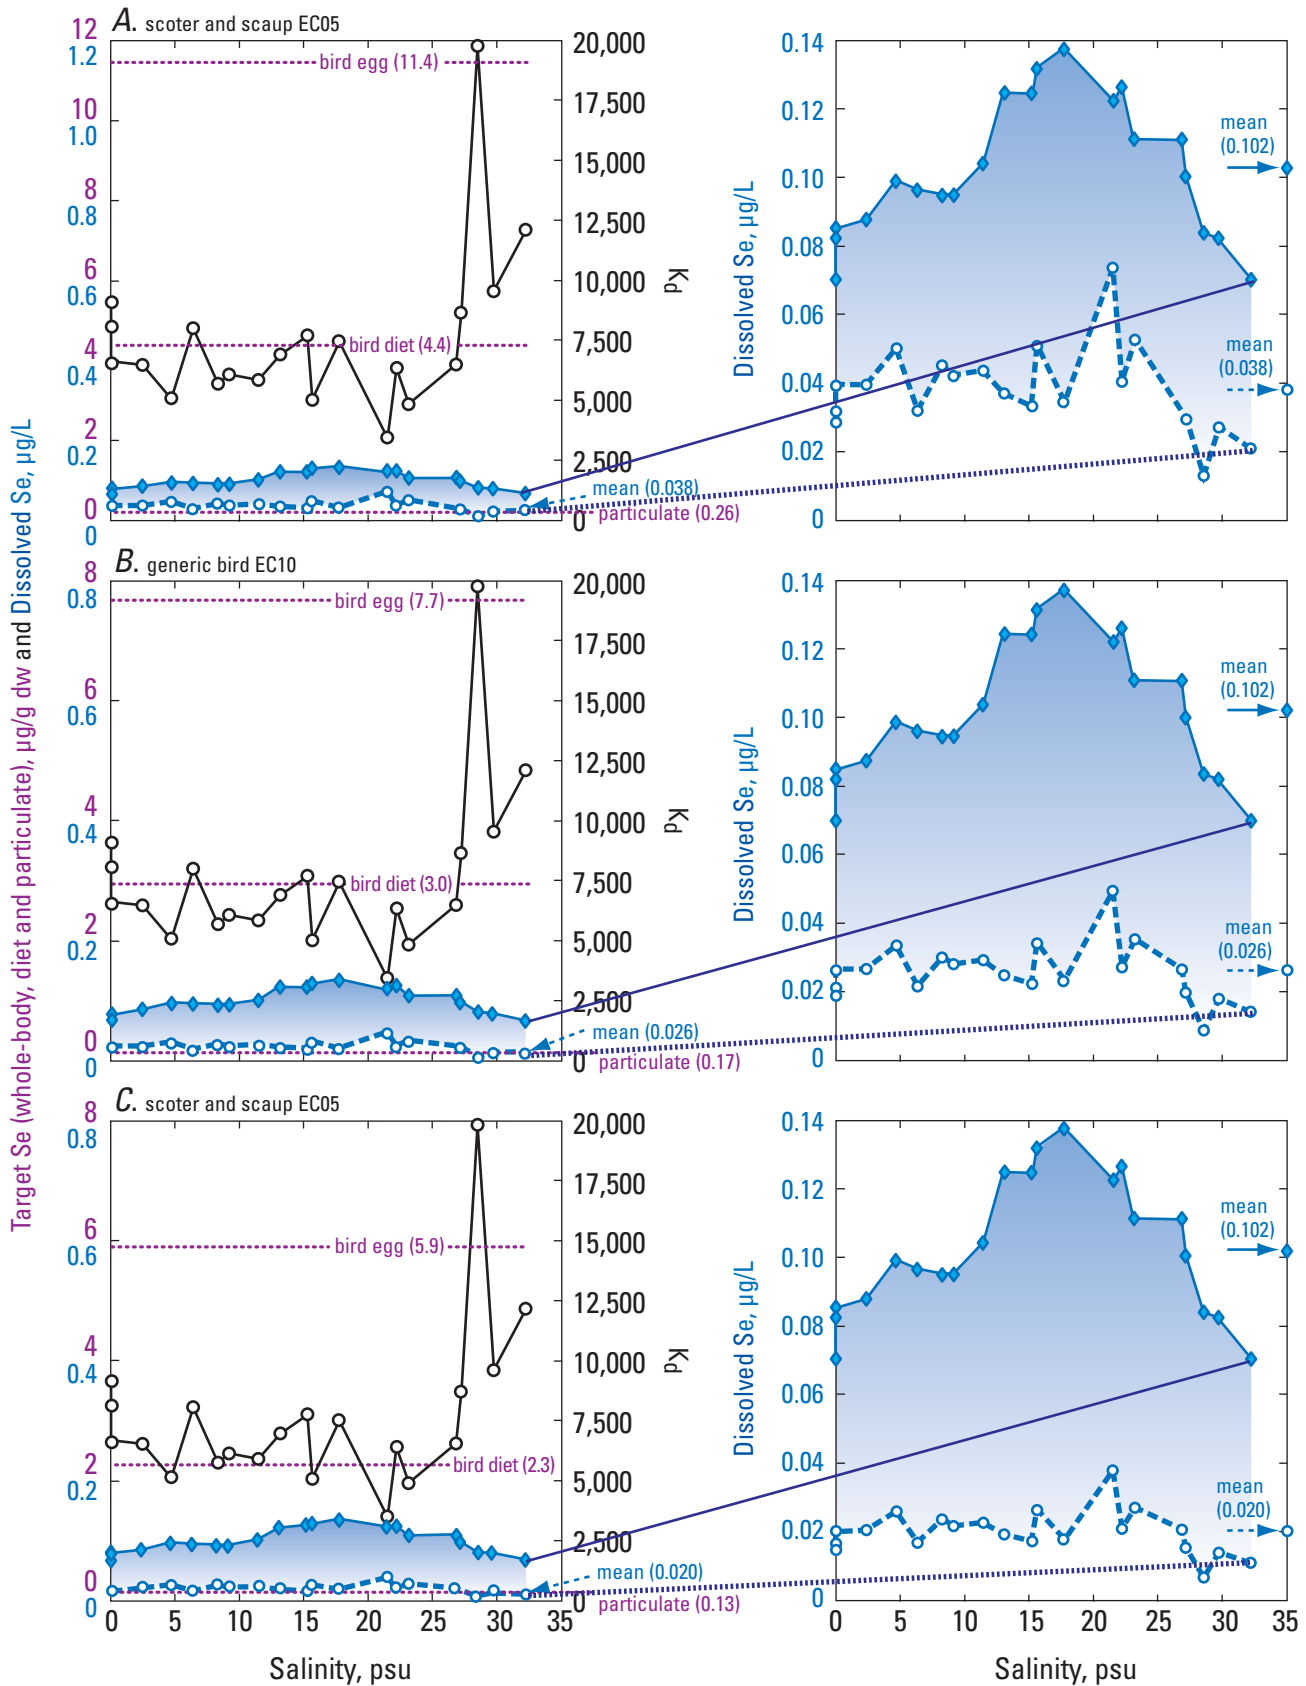 A. scoter and scaup EC05
12
1.2
10
1.0
8
0.8
6
0.6
4
0.4
2
0.2
0
0
20,000
17,500
15,000
12,500
10,000
7,500
5,000
2,500
0
Kd
bird egg (11.4)
bird diet (4.4)
mean (0.038)
particulate (0.26)
0.14
0.12
0.10
0.08
0.06
0.04
0.02
0
Dissolved Se, µg/L
mean
(0.102)
mean
(0.038)
B. generic bird EC10
8
0.8
6
0.6
4
0.4
2
0.2
0
0
20,000
17,500
15,000
12,500
10,000
7,500
5,000
2,500
0
Kd
bird egg (7.7)
bird diet (3.0)
mean (0.026)
particulate (0.17)
0.14
0.12
0.10
0.08
0.06
0.04
0.02
0
Dissolved Se, µg/L
mean
(0.102)
mean
(0.026)
C. scoter and scaup EC05
8
0.8
6
0.6
4
0.4
2
0.2
0
0
20,000
17,500
15,000
12,500
10,000
7,500
5,000
2,500
0
Kd
bird egg (5.9)
bird diet (2.3)
mean (0.020)
particulate (0.13)
0.14
0.12
0.10
0.08
0.06
0.04
0.02
0
Dissolved Se, µg/L
mean
(0.102)
mean
(0.020)
Target Se (whole-body, diet and particulate), µg/g dw and Dissolved Se, µg/L
0 5 10 15 20 25 30 35
0 5 10 15 20 25 30 35
Salinity, psu
Salinity, psu